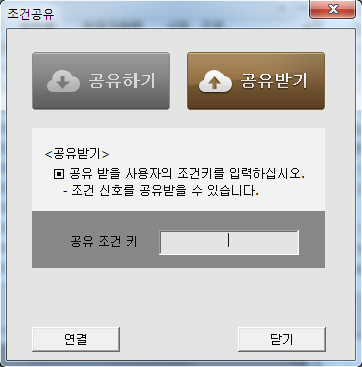 조건공유
공유하기 공유받기
<공유받기>
▣ 공유 받을 사용자의 조건키를 입력하십시오.
- 조건 신호를 공유받을 수 있습니다.
공유 조건 키
연결 닫기